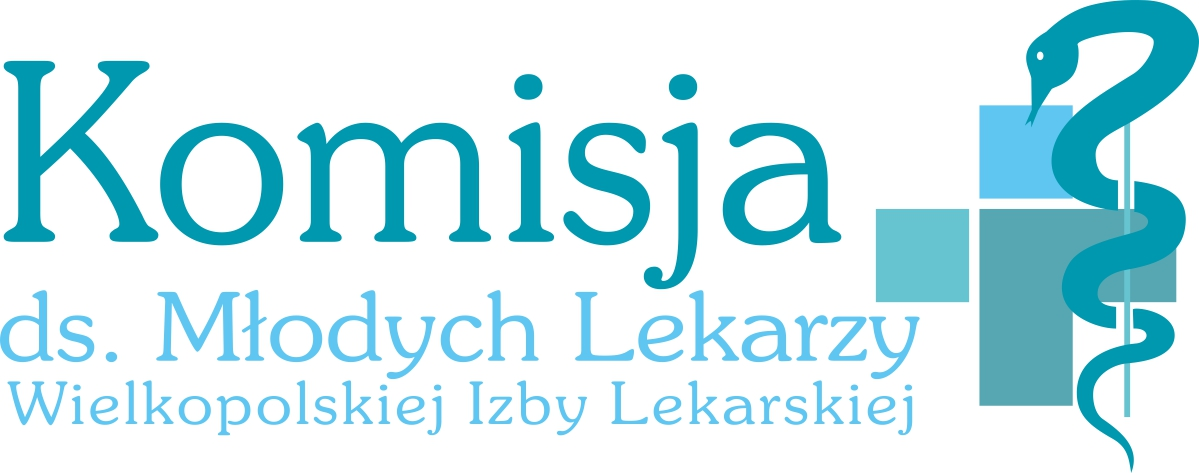 Komisja
ds. Młodych Lekarzy
Wielkopolskiej Izby Lekarskiej